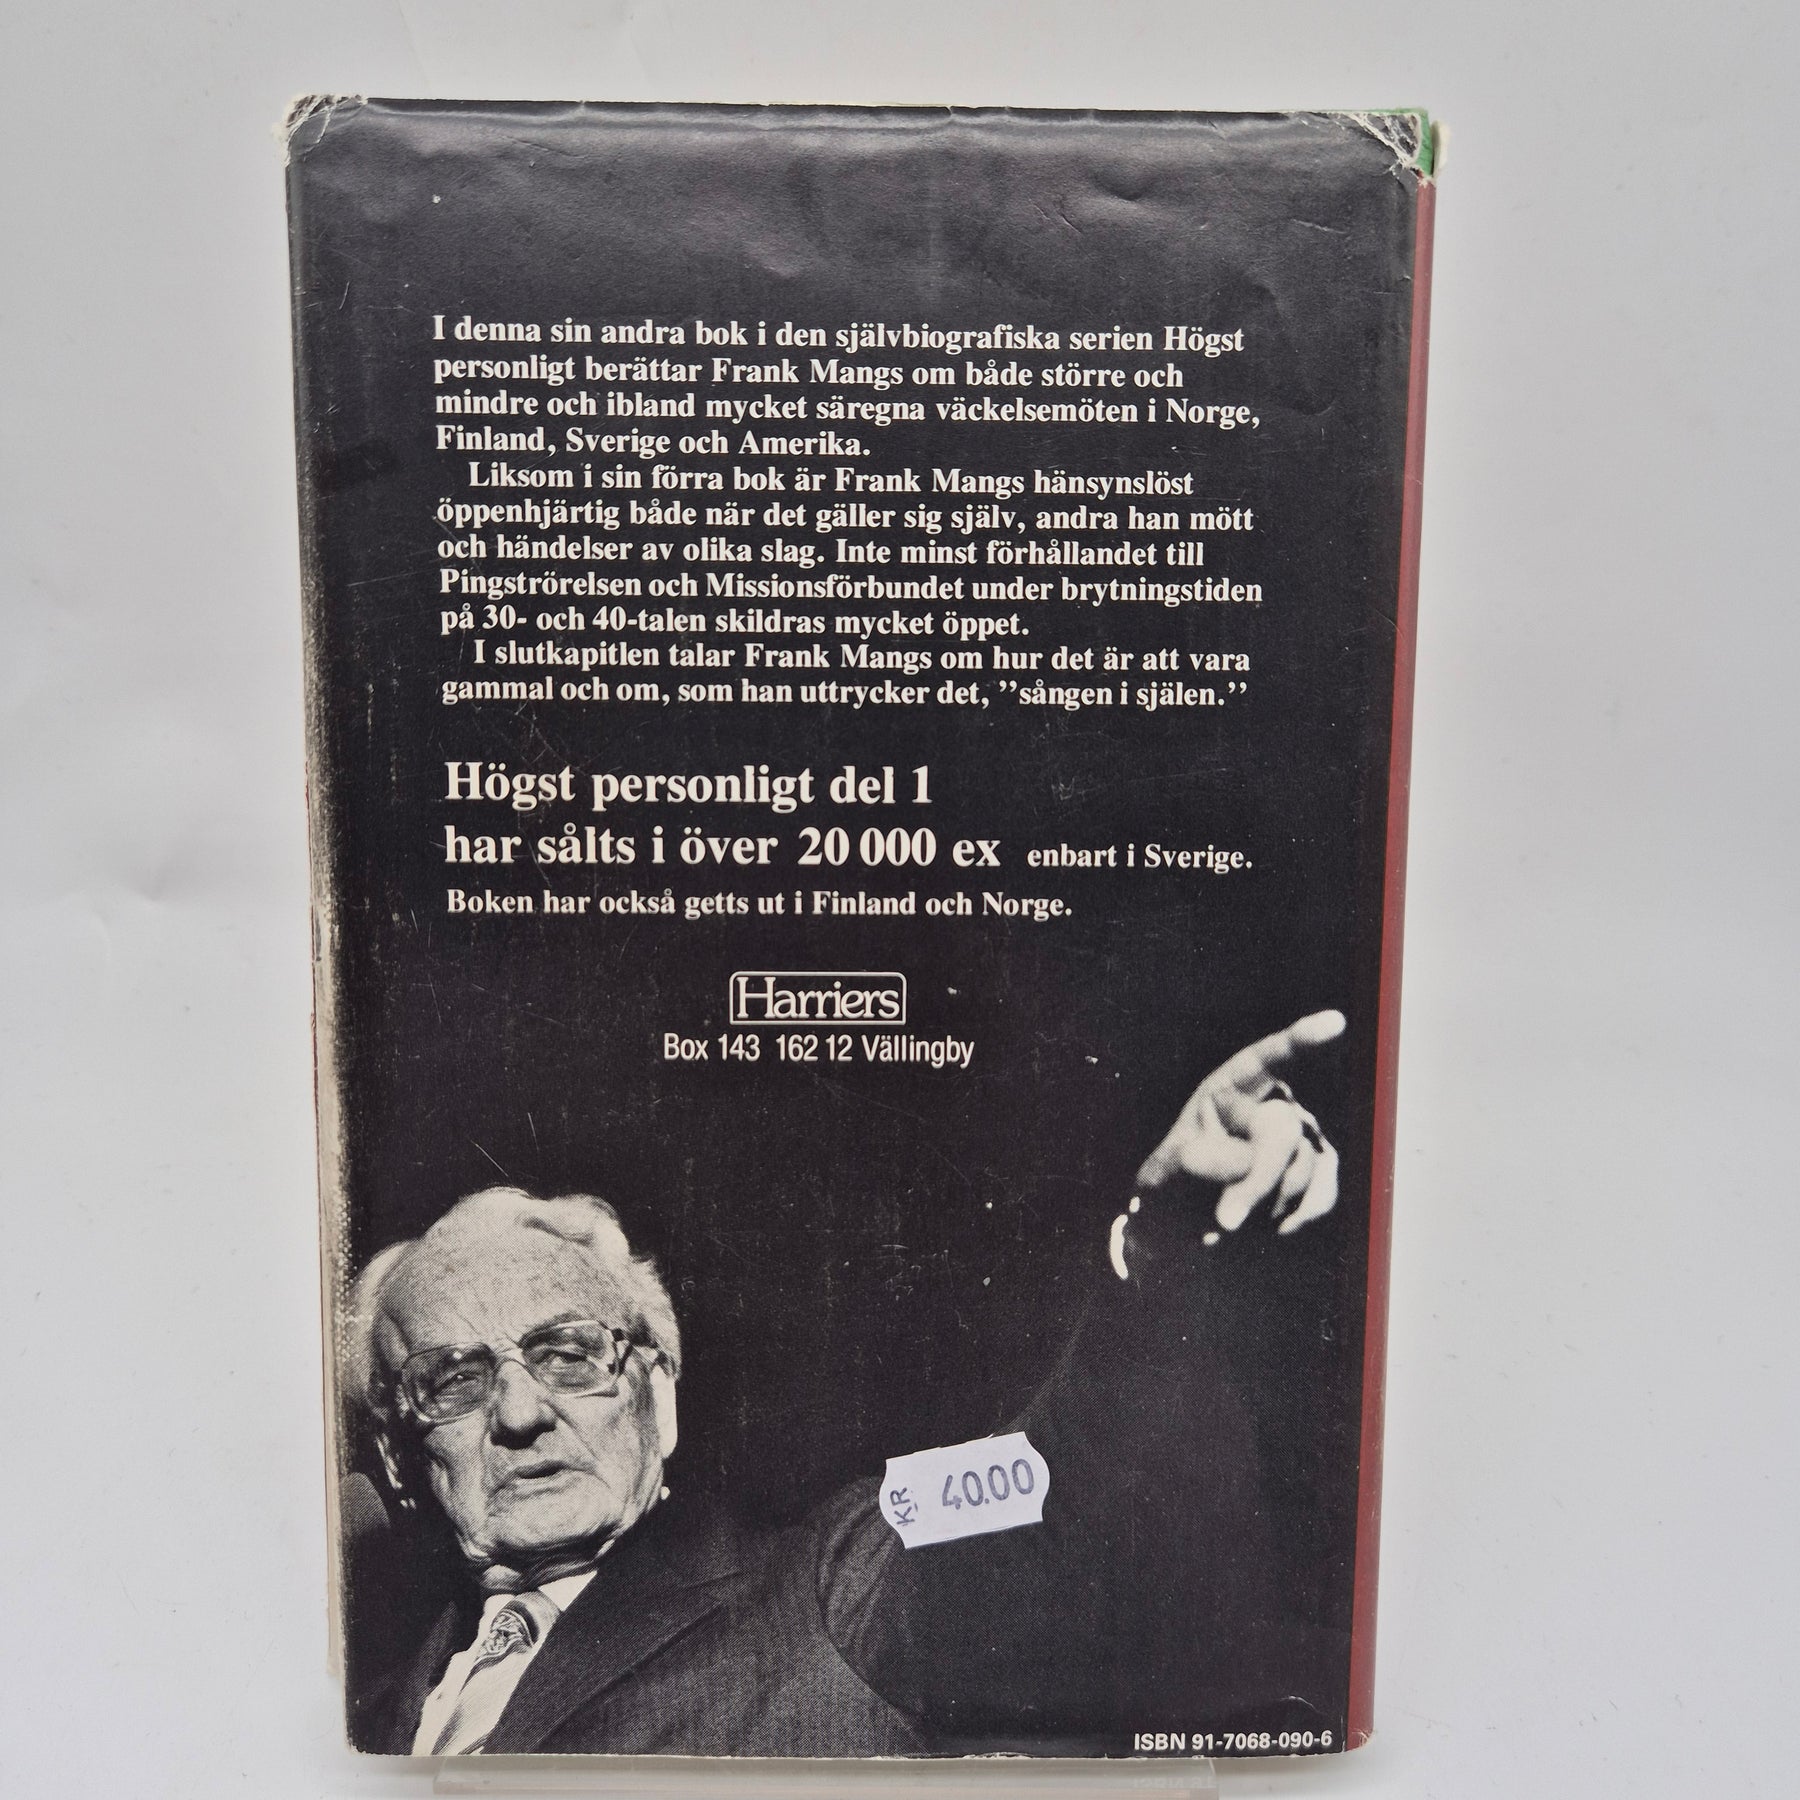 I denna sin andra bok i den självbiografiska serien Högst
personligt berättar Frank Mangs om både större och
mindre och ibland mycket säregna väckelsemöten i Norge,
Finland, Sverige och Amerika.
Liksom i sin förra bok är Frank Mangs hänsynslöst
öppenhjärtig både när det gäller sig själv, andra han mött
och händelser av olika slag. Inte minst förhållandet till
Pingströrelsen och Missionsförbundet under brytningstiden
på 30- och 40-talen skildras mycket öppet.
I slutkapitlen talar Frank Mangs om hur det är att vara
gammal och om, som han uttrycker det, ”sången i själen.”
Högst personligt del 1
har sålts i över 20 000 ex enbart i Sverige.
Boken har också getts ut i Finland och Norge.
Harriers
Box 143 162 12 Vällingby
KR 40.00
ISBN 91-7068-090-6